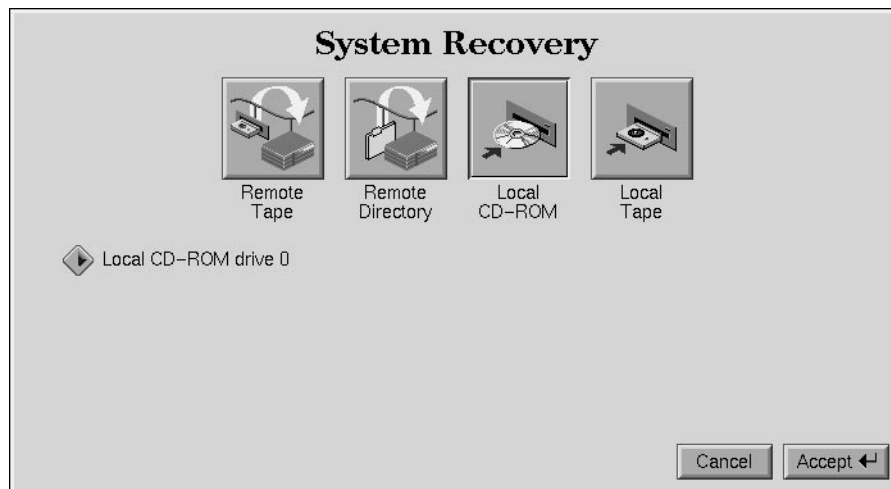 System Recovery
Remote
Tape
Remote
Directory
Local
CD-ROM
Local
Tape
Local CD-ROM drive 0
Cancel
Accept